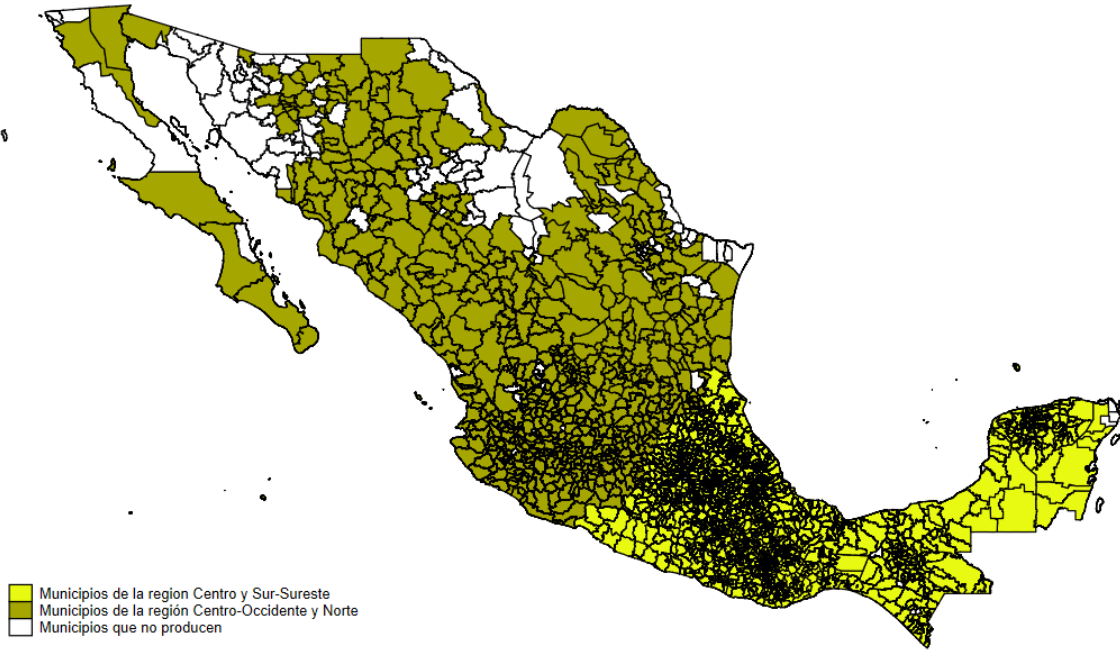 Municipios de la region Centro y Sur-Sureste
Municipios de la región Centro-Occidente y Norte
Municipios que no producen